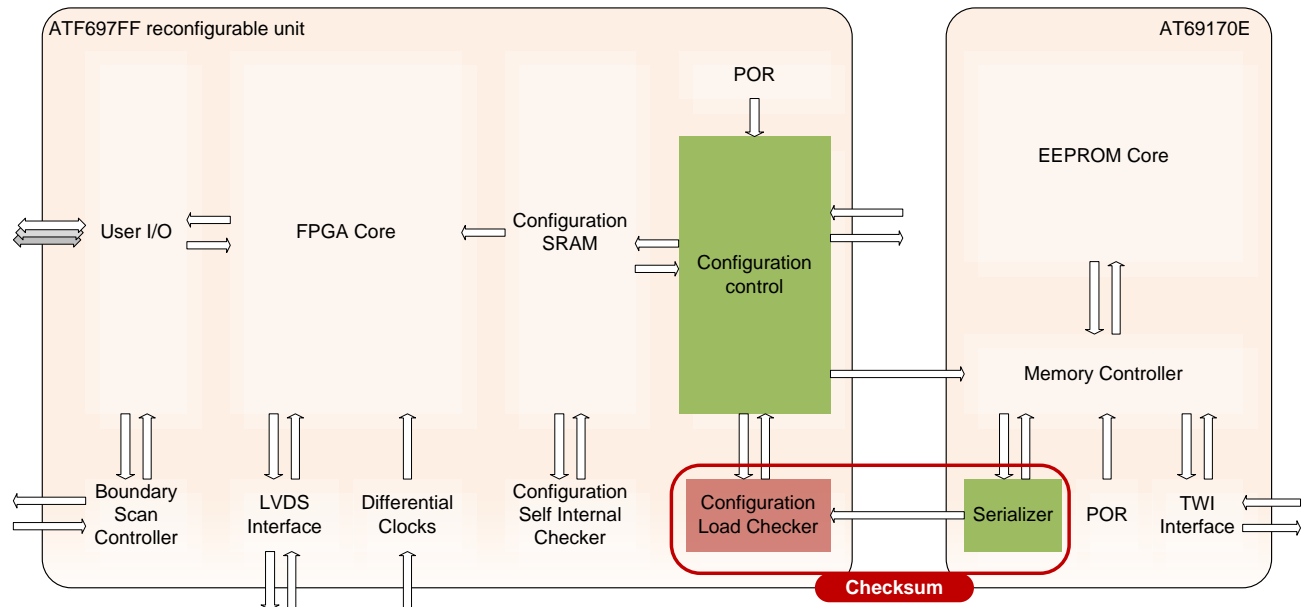 ATF697FF reconfigurable unit
AT69170E
POR
EEPROM Core
User I/O
FPGA Core
Configuration
SRAM
Configuration
control
Memory Controller
Boundary
Scan
Controller
LVDS
Interface
Differential
Clocks
Configuration
Self Internal
Checker
Configuration
Load Checker
Serializer
POR
TWI
Interface
Checksum